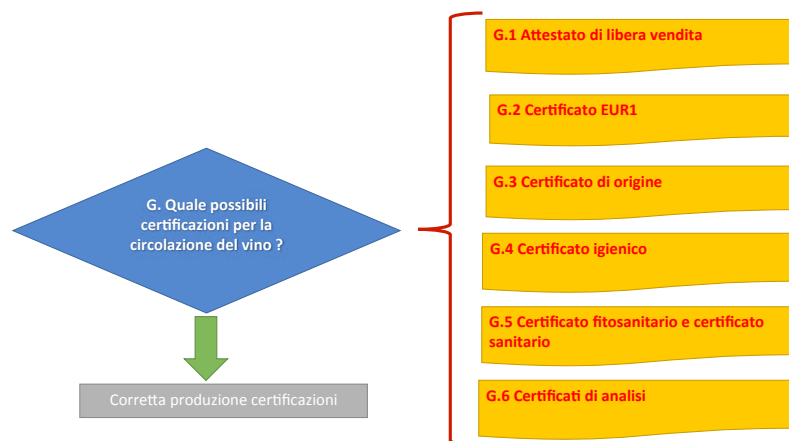 G. Quale possibili
certificazioni per la
circolazione del vino ?
Corretta produzione certificazioni
G.1 Attestato di libera vendita
G.2 Certificato EUR1
G.3 Certificato di origine
G.4 Certificato igienico
G.5 Certificato fitosanitario e certificato
sanitario
G.6 Certificati di analisi